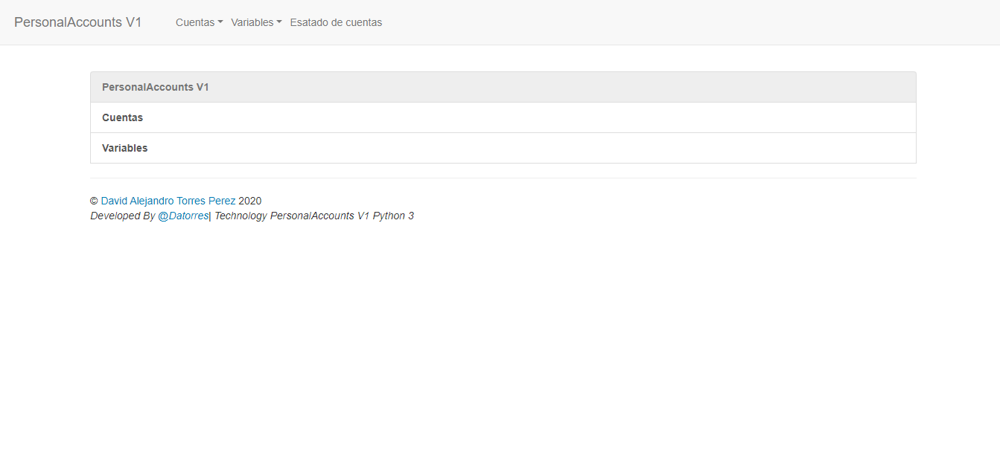 PersonalAccounts V1 Cuentas Variables Esatado de cuentas
PersonalAccounts V1
Cuentas
Variables
© David Alejandro Torres Perez 2020
Developed By @Datorres| Technology PersonalAccounts V1 Python 3